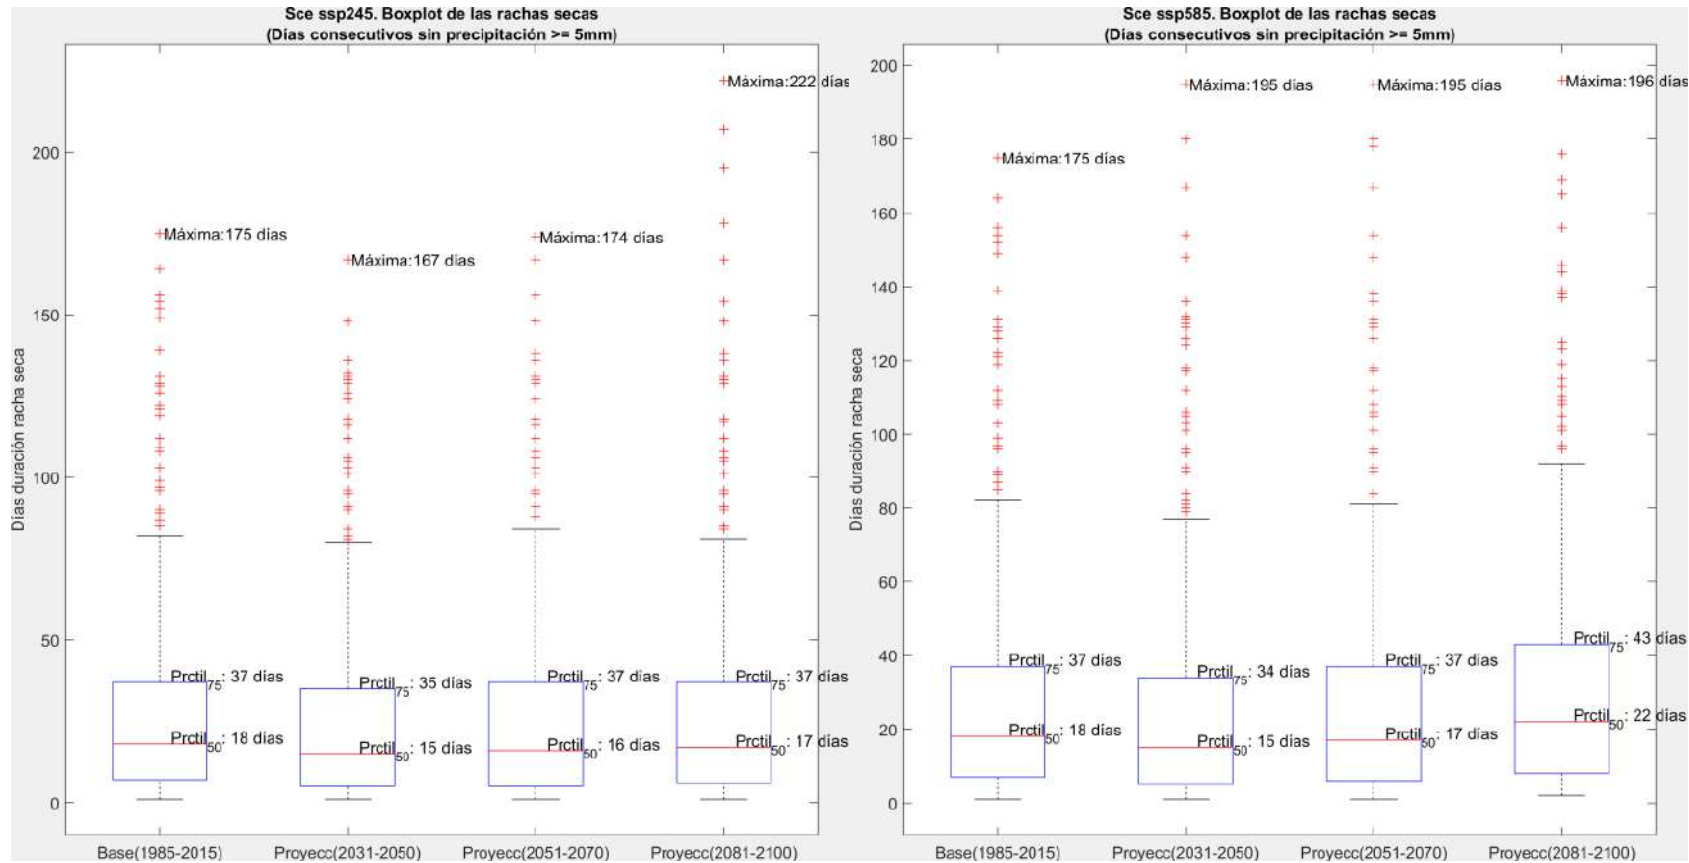 Sce ssp245. Boxplot de las rachas secas
(Días consecutivos sin precipitación >= 5mm)
Días duración racha seca
200
150
100
50
0
Máxima:175 días
Máxima:167 días
Máxima:174 días
Máxima:222 días
Prctil75: 37 días
Prctil75: 35 días
Prctil75: 37 días
Prctil75: 37 días
Prctil50: 18 días
Prctil50: 15 días
Prctil50: 16 días
Prctil50: 17 días
Base(1985-2015)
Proyecc(2031-2050)
Proyecc(2051-2070)
Proyecc(2081-2100)
Sce ssp585. Boxplot de las rachas secas
(Días consecutivos sin precipitación >= 5mm)
Días duración racha seca
200
180
160
140
120
100
80
60
40
20
0
Máxima:175 días
Máxima:195 días
Máxima:195 días
Máxima:196 días
Prctil75: 37 días
Prctil75: 34 días
Prctil75: 37 días
Prctil75: 43 días
Prctil50: 18 días
Prctil50: 15 días
Prctil50: 17 días
Prctil50: 22 días
Base(1985-2015)
Proyecc(2031-2050)
Proyecc(2051-2070)
Proyecc(2081-2100)